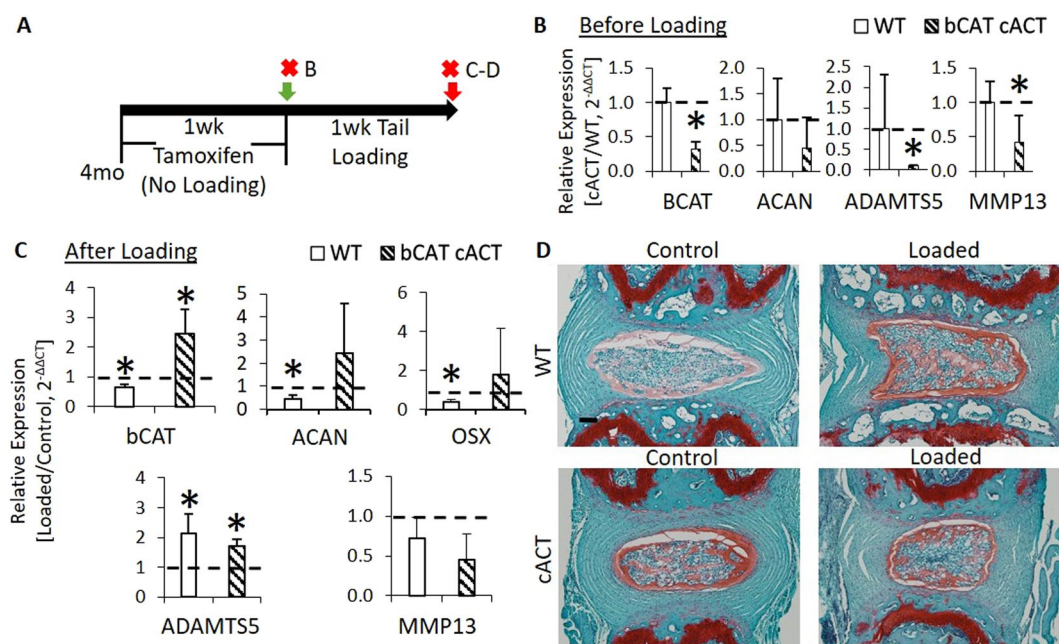 A
B
C-D
1wk
Tamoxifen
(No Loading)
1wk Tail
Loading
4mo
B
Before Loading
WT
bCAT cACT
Relative Expression
[cACT/WT, 2^-ΔΔCT]
1.5
1.0
0.5
0.0
*
BCAT
2.0
1.5
1.0
0.5
0.0
ACAN
2.5
2.0
1.5
1.0
0.5
0.0
*
ADAMTS5
1.5
1.0
0.5
0.0
*
MMP13
C
After Loading
WT
bCAT cACT
Relative Expression
[Loaded/Control, 2^-ΔΔCT]
4
3
2
1
0
*
*
bCAT
5
4
3
2
1
0
*
ACAN
6
4
2
0
*
OSX
4
3
2
1
0
*
*
ADAMTS5
1.5
1.0
0.5
0.0
MMP13
D
Control
Loaded
WT
Control
Loaded
cACT